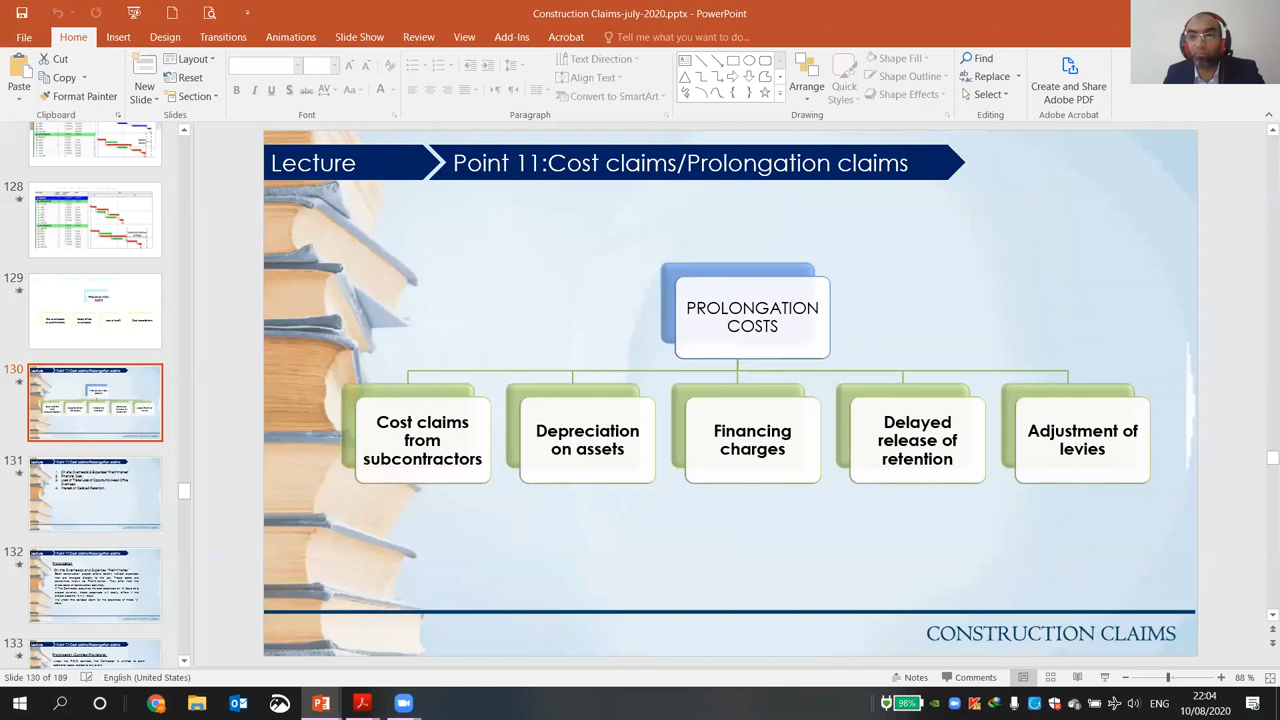 Construction-july-2020.pptx - PowerPoint
File Home Insert Design Transitions Animations Slide Show Review View Add-Ins Acrobat Tell me what you want to do...
Paste
Cut
Copy
Format Painter
Clipboard
New
Slide
Layout
Reset
Section
Slides
B I U S abc AV Aa A
Font
Text Direction
Align Text
Convert to SmartArt
Paragraph
Arrange
Quick
Styles
Shape Fill
Shape Outline
Shape Effects
Drawing
Find
Replace
Select
Editing
Create and Share
Adobe PDF
Adobe Acrobat
128
129
130
131
132
133
Lecture Point 11:Cost claims/Prolongation claims
PROLONGATION
COSTS
Cost claims
from
subcontractors
Depreciation
on assets
Financing
charges
Delayed
release of
retention
Adjustment of
levies
CONSTRUCTION CLAIMS
Slide 130 of 189 English (United States) Notes Comments 88 %
98% ENG 22:04
10/08/2020